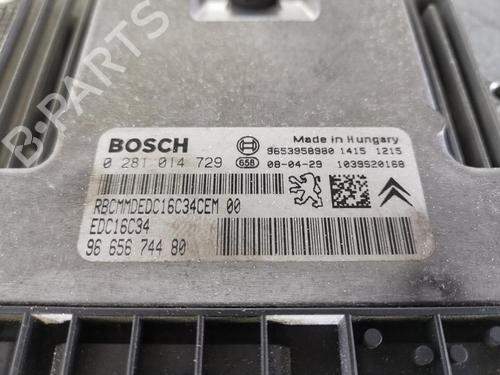 BOSCH
Made in Hungary
9653958980 1415 1215
0 281 014 729
658
08-04-29 1039S20168
RBCMMDEDC16C34CEM 00
EDC16C34
96 656 744 80
B-PARTS